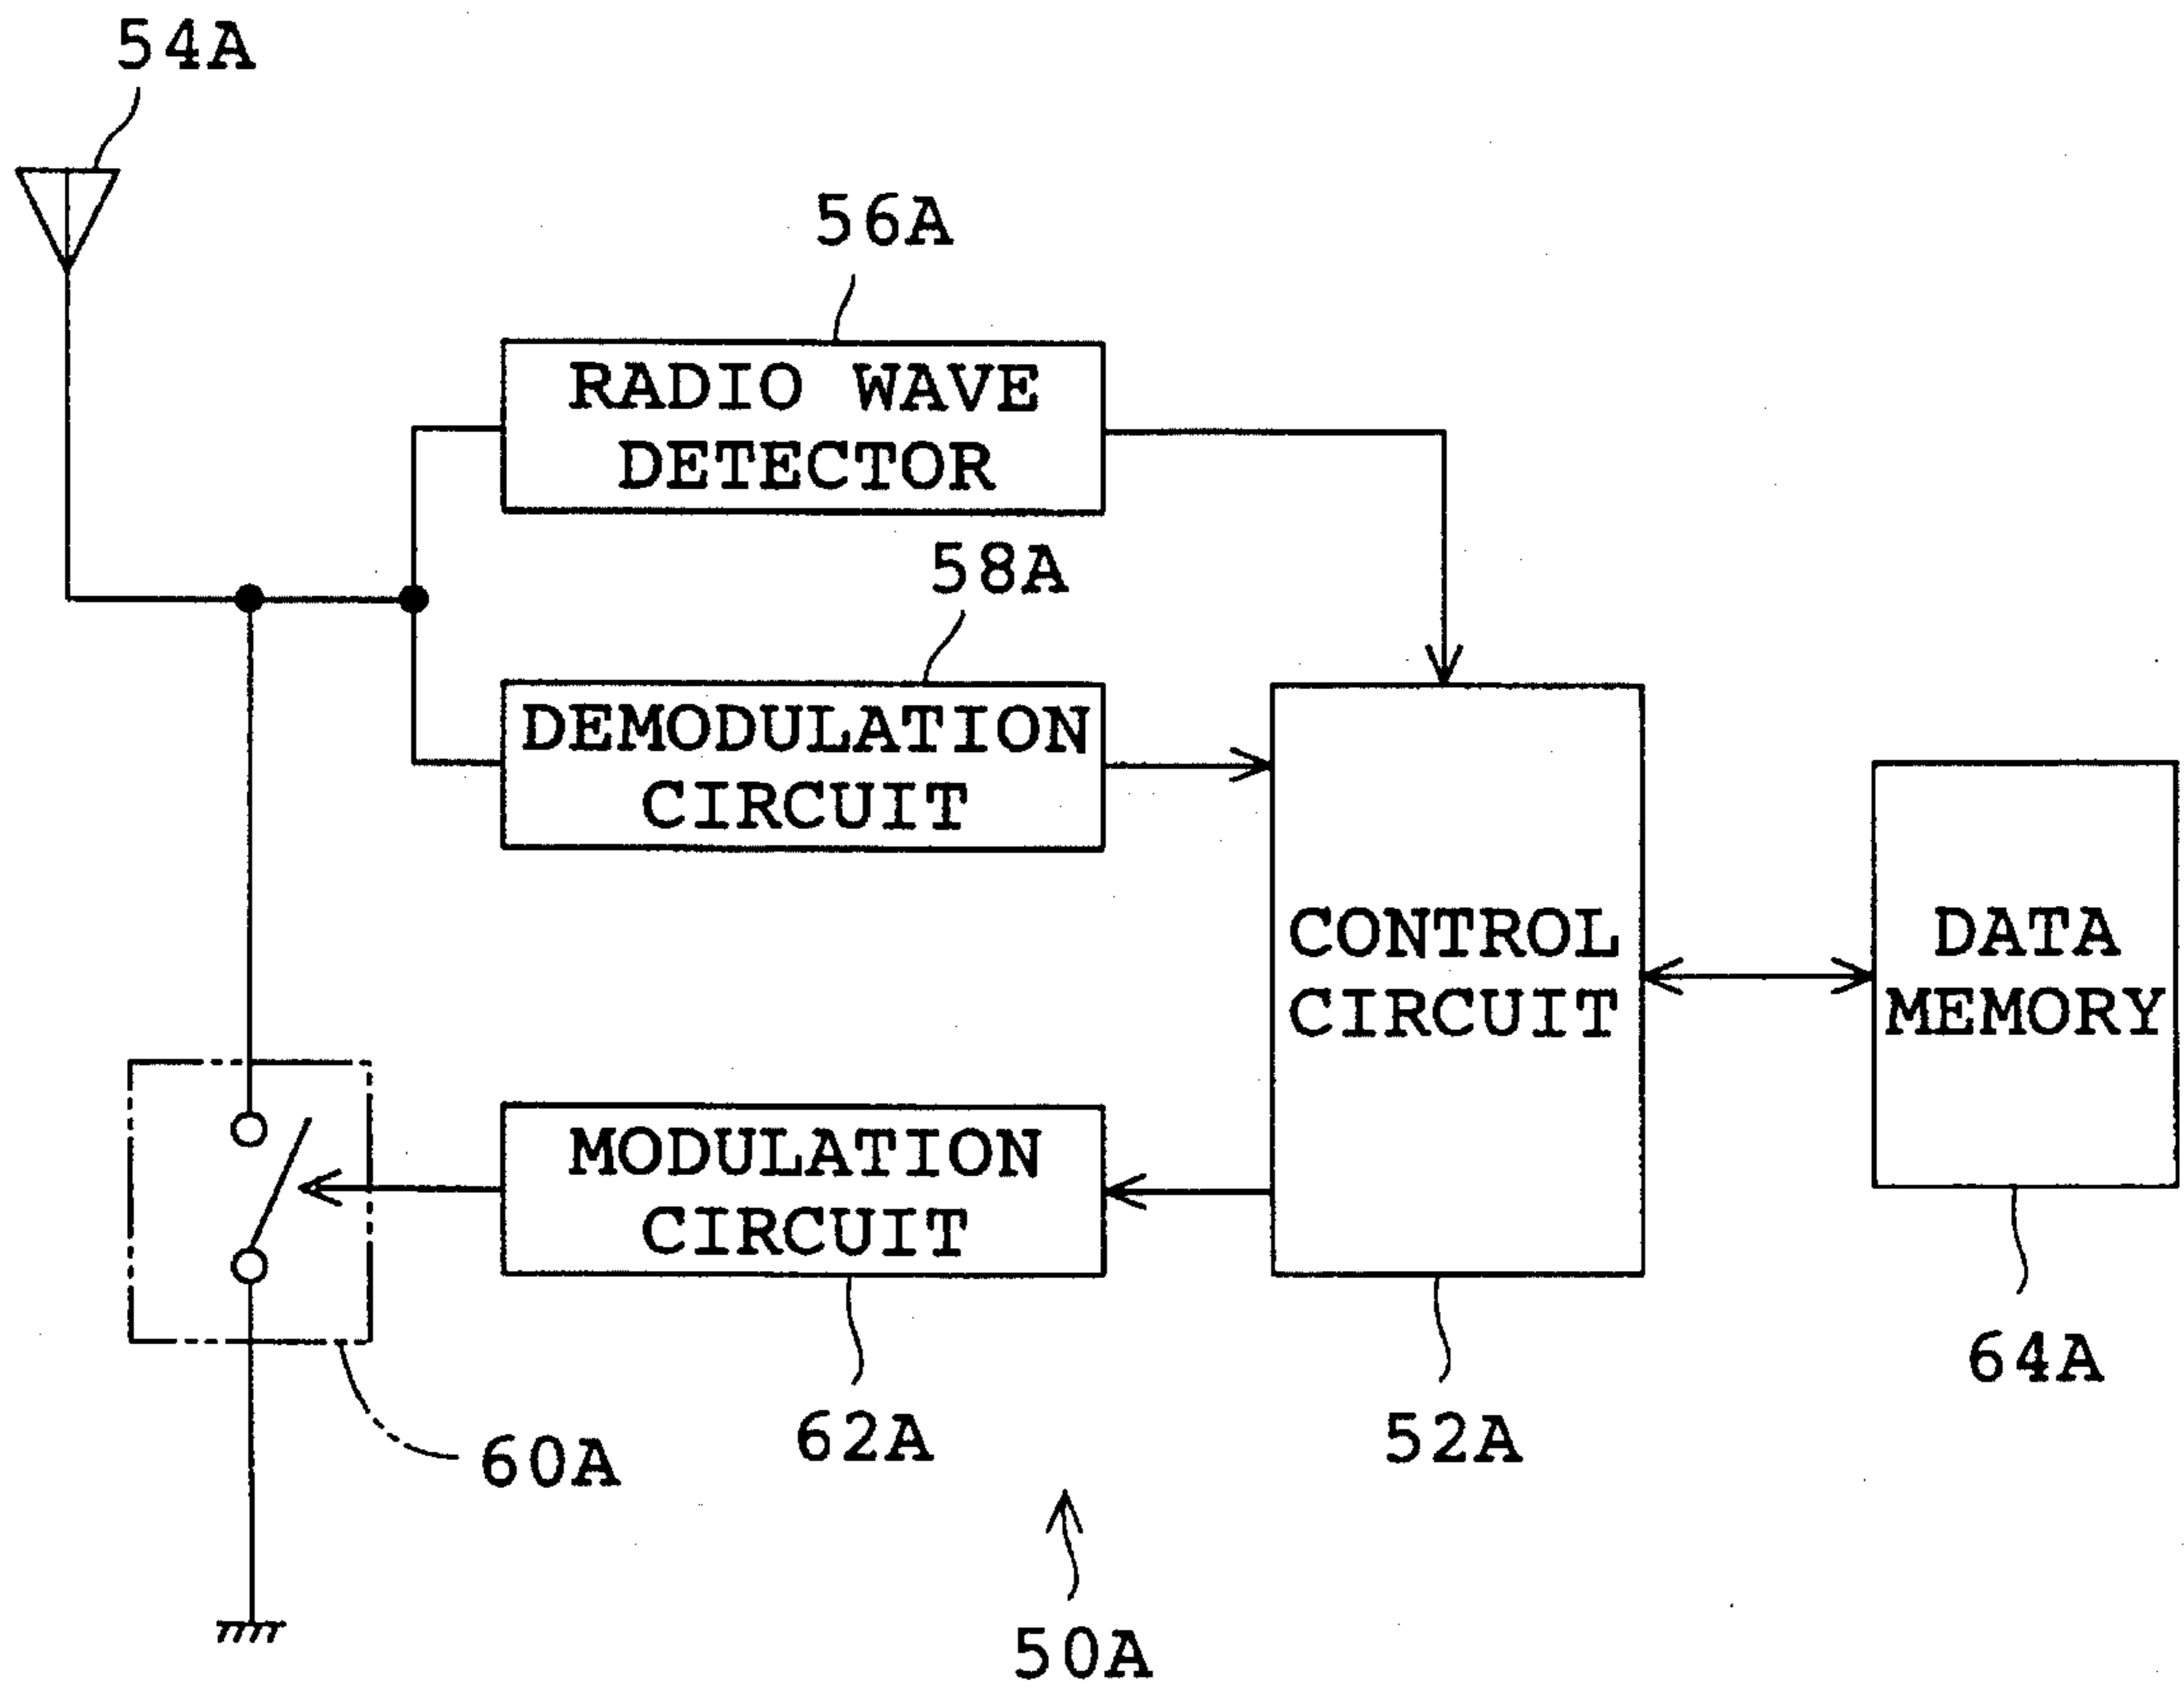 54A
56A
RADIO WAVE
DETECTOR
58A
DEMODULATION
CIRCUIT
CONTROL
CIRCUIT
DATA
MEMORY
MODULATION
CIRCUIT
60A
62A
52A
64A
50A